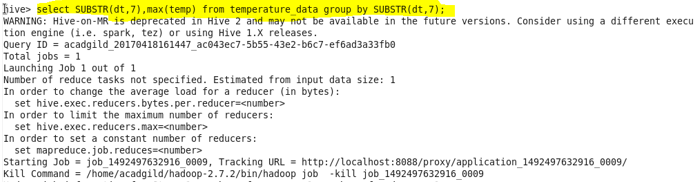 hive> select SUBSTR(dt,7),max(temp) from temperature_data group by SUBSTR(dt,7);
WARNING: Hive-on-MR is deprecated in Hive 2 and may not be available in the future versions. Consider using a different execu
tion engine (i.e. spark, tez) or using Hive 1.X releases.
Query ID = acadgild_20170418161447_ac043ec7-5b55-43e2-b6c7-ef6ad3a33fb0
Total jobs = 1
Launching Job 1 out of 1
Number of reduce tasks not specified. Estimated from input data size: 1
In order to change the average load for a reducer (in bytes):
  set hive.exec.reducers.bytes.per.reducer=<number>
In order to limit the maximum number of reducers:
  set hive.exec.reducers.max=<number>
In order to set a constant number of reducers:
  set mapreduce.job.reduces=<number>
Starting Job = job_1492497632916_0009, Tracking URL = http://localhost:8088/proxy/application_1492497632916_0009/
Kill Command = /home/acadgild/hadoop-2.7.2/bin/hadoop job  -kill job_1492497632916_0009